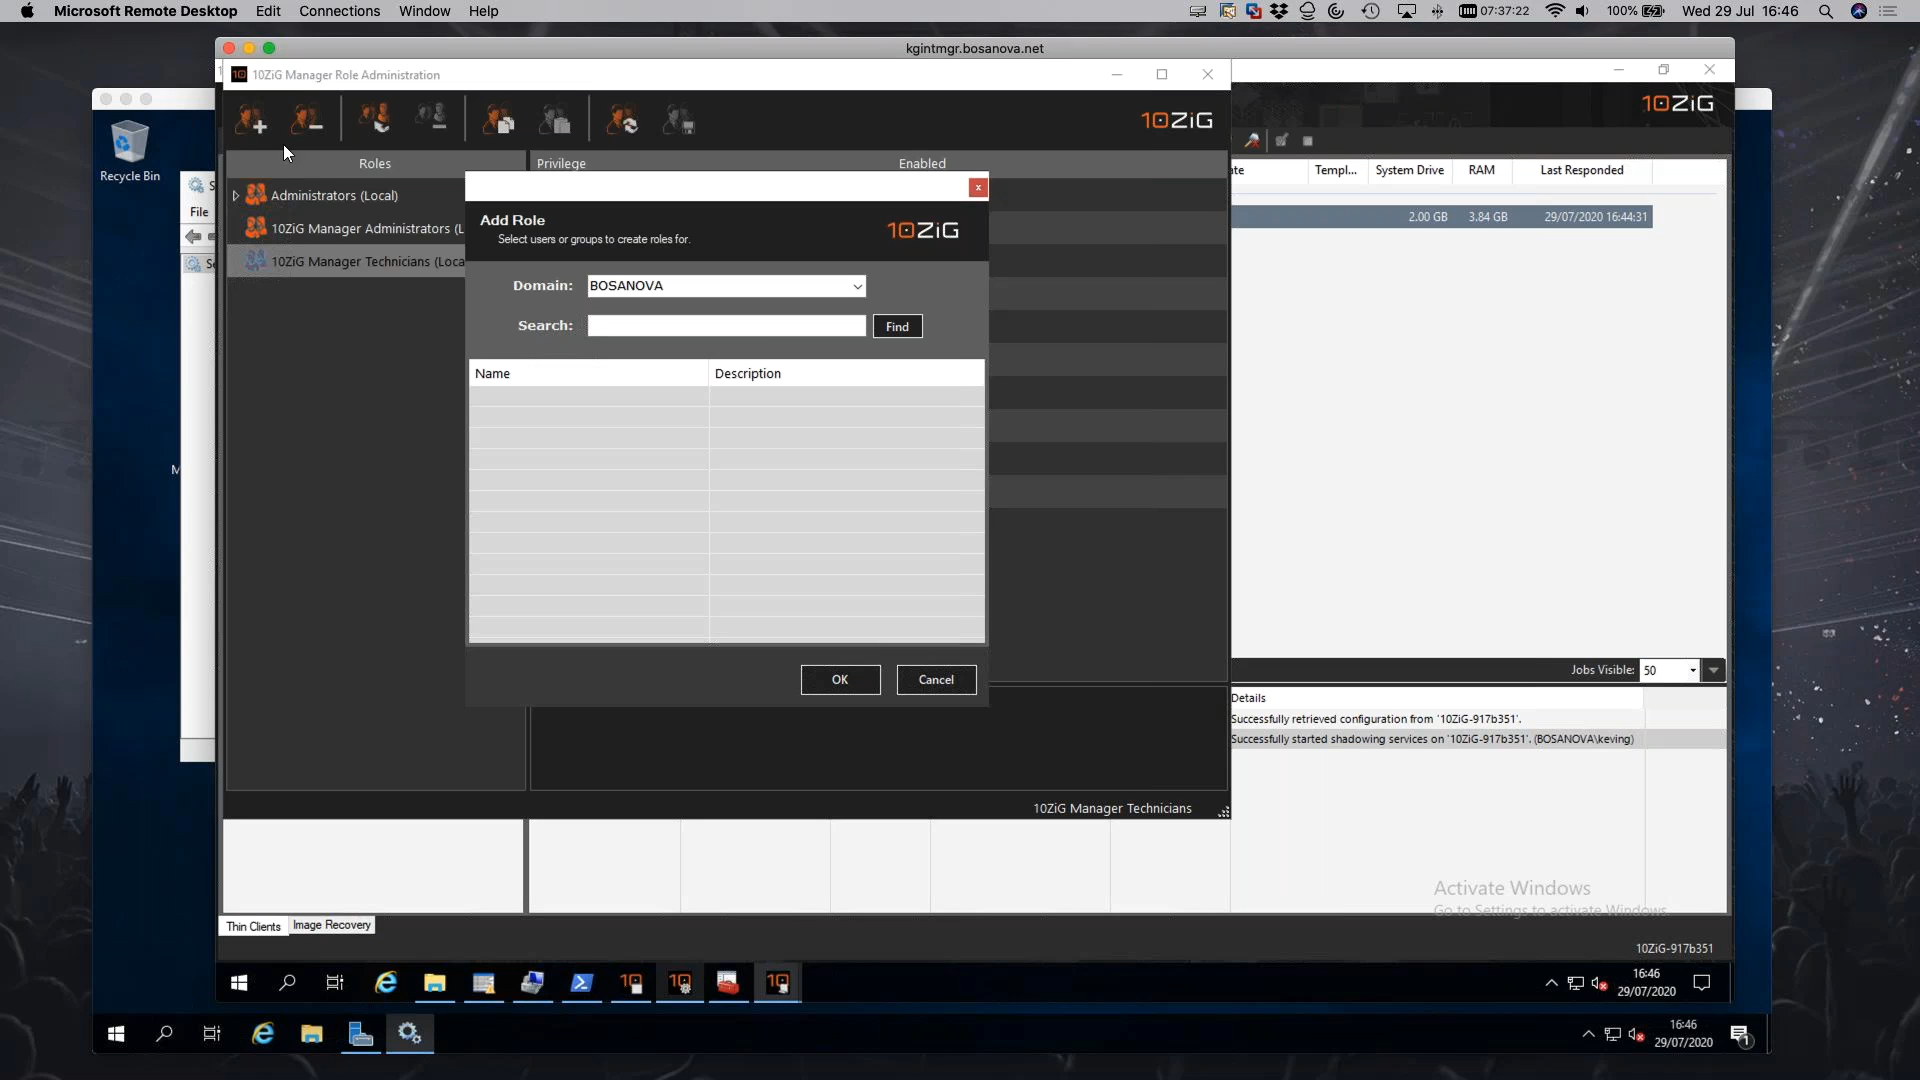 Microsoft Remote Desktop Edit Connections Window Help
07:37:22 100% Wed 29 Jul 16:46
kgintmgr.bosanova.net
10ZiG Manager Role Administration
10ZiG
10ZiG
Recycle Bin
File
Roles
Privilege
Enabled
Templ...
System Drive
RAM
Last Responded
Administrators (Local)
2.00 GB 3.84 GB 29/07/2020 16:44:31
10ZiG Manager Administrators (L
10ZiG Manager Technicians (Loca
Add Role
Select users or groups to create roles for.
10ZiG
Domain: BOSANOVA
Search:
Find
Name
Description
OK
Cancel
Jobs Visible: 50
Details
Successfully retrieved configuration from '10ZiG-917b351'.
Successfully started shadowing services on '10ZiG-917b351'. (BOSANOVA\keving)
10ZiG Manager Technicians
Activate Windows
Go to Settings to activate Windows.
Thin Clients
Image Recovery
10ZiG-917b351
16:46
29/07/2020
16:46
29/07/2020
1